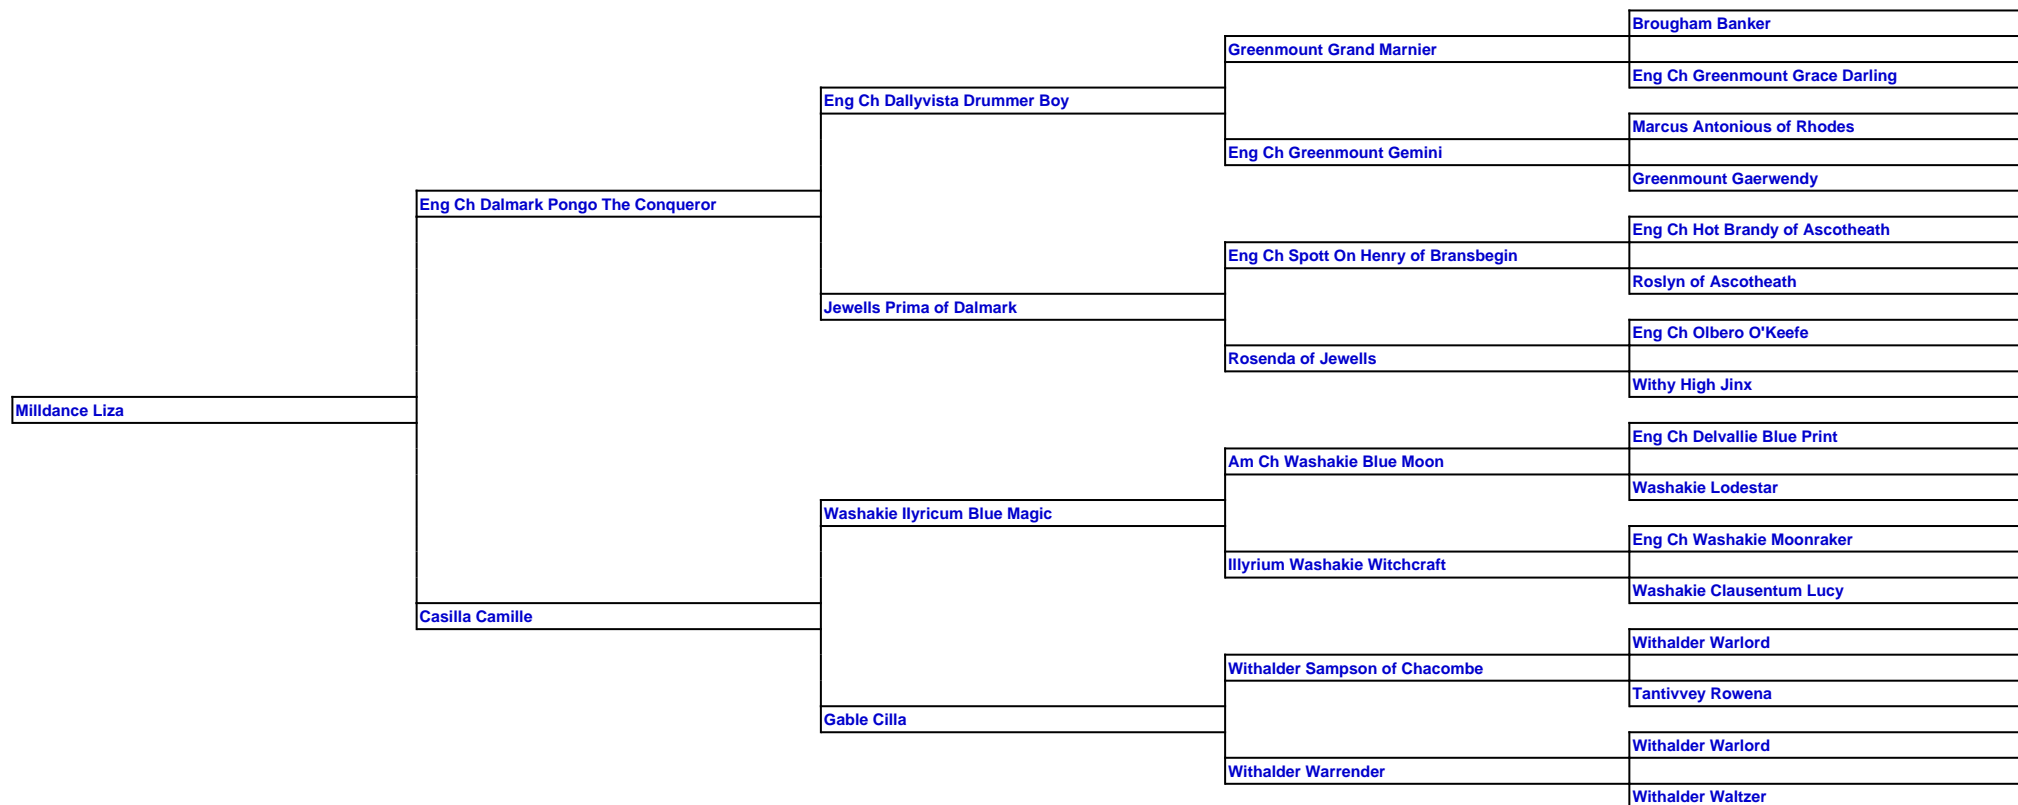 Brougham Banker
Greenmount Grand Marnier
Eng Ch Greenmount Grace Darling
Eng Ch Dallyvista Drummer Boy
Marcus Antonious of Rhodes
Eng Ch Greenmount Gemini
Greenmount Gaerwendy
Eng Ch Dalmark Pongo The Conqueror
Eng Ch Hot Brandy of Ascotheath
Eng Ch Spott On Henry of Bransbegin
Roslyn of Ascotheath
Jewells Prima of Dalmark
Eng Ch Olbero O'Keefe
Rosenda of Jewells
Withy High Jinx
Milldance Liza
Eng Ch Delvallie Blue Print
Am Ch Washakie Blue Moon
Washakie Lodestar
Washakie Ilyricum Blue Magic
Eng Ch Washakie Moonraker
Illyrium Washakie Witchcraft
Washakie Clausentum Lucy
Casilla Camille
Withalder Warlord
Withalder Sampson of Chacombe
Tantivvey Rowena
Gable Cilla
Withalder Warlord
Withalder Warrender
Withalder Waltzer